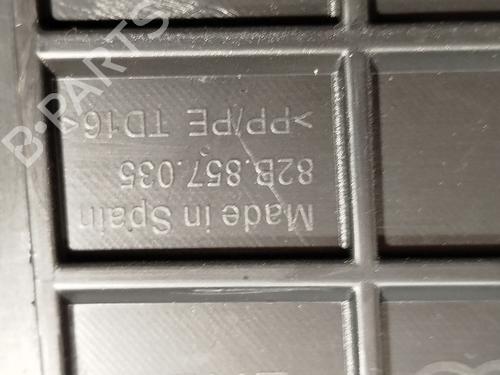 Made in Spain
82B.857.035
>PP/PE TD16<
B-PARTS